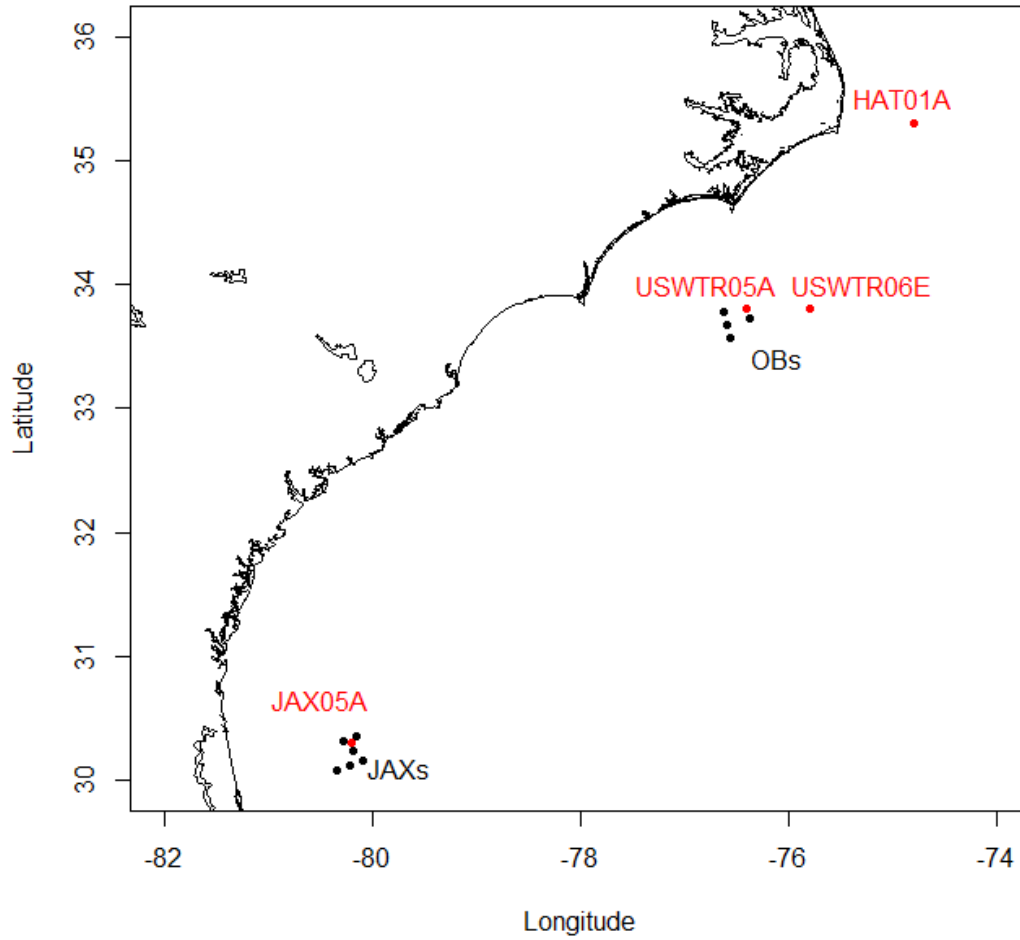 36
HAT01A
35
34
USWTR05A USWTR06E
OBs
33
Latitude
32
31
JAX05A
JAXs
30
-82 -80 -78 -76 -74
Longitude